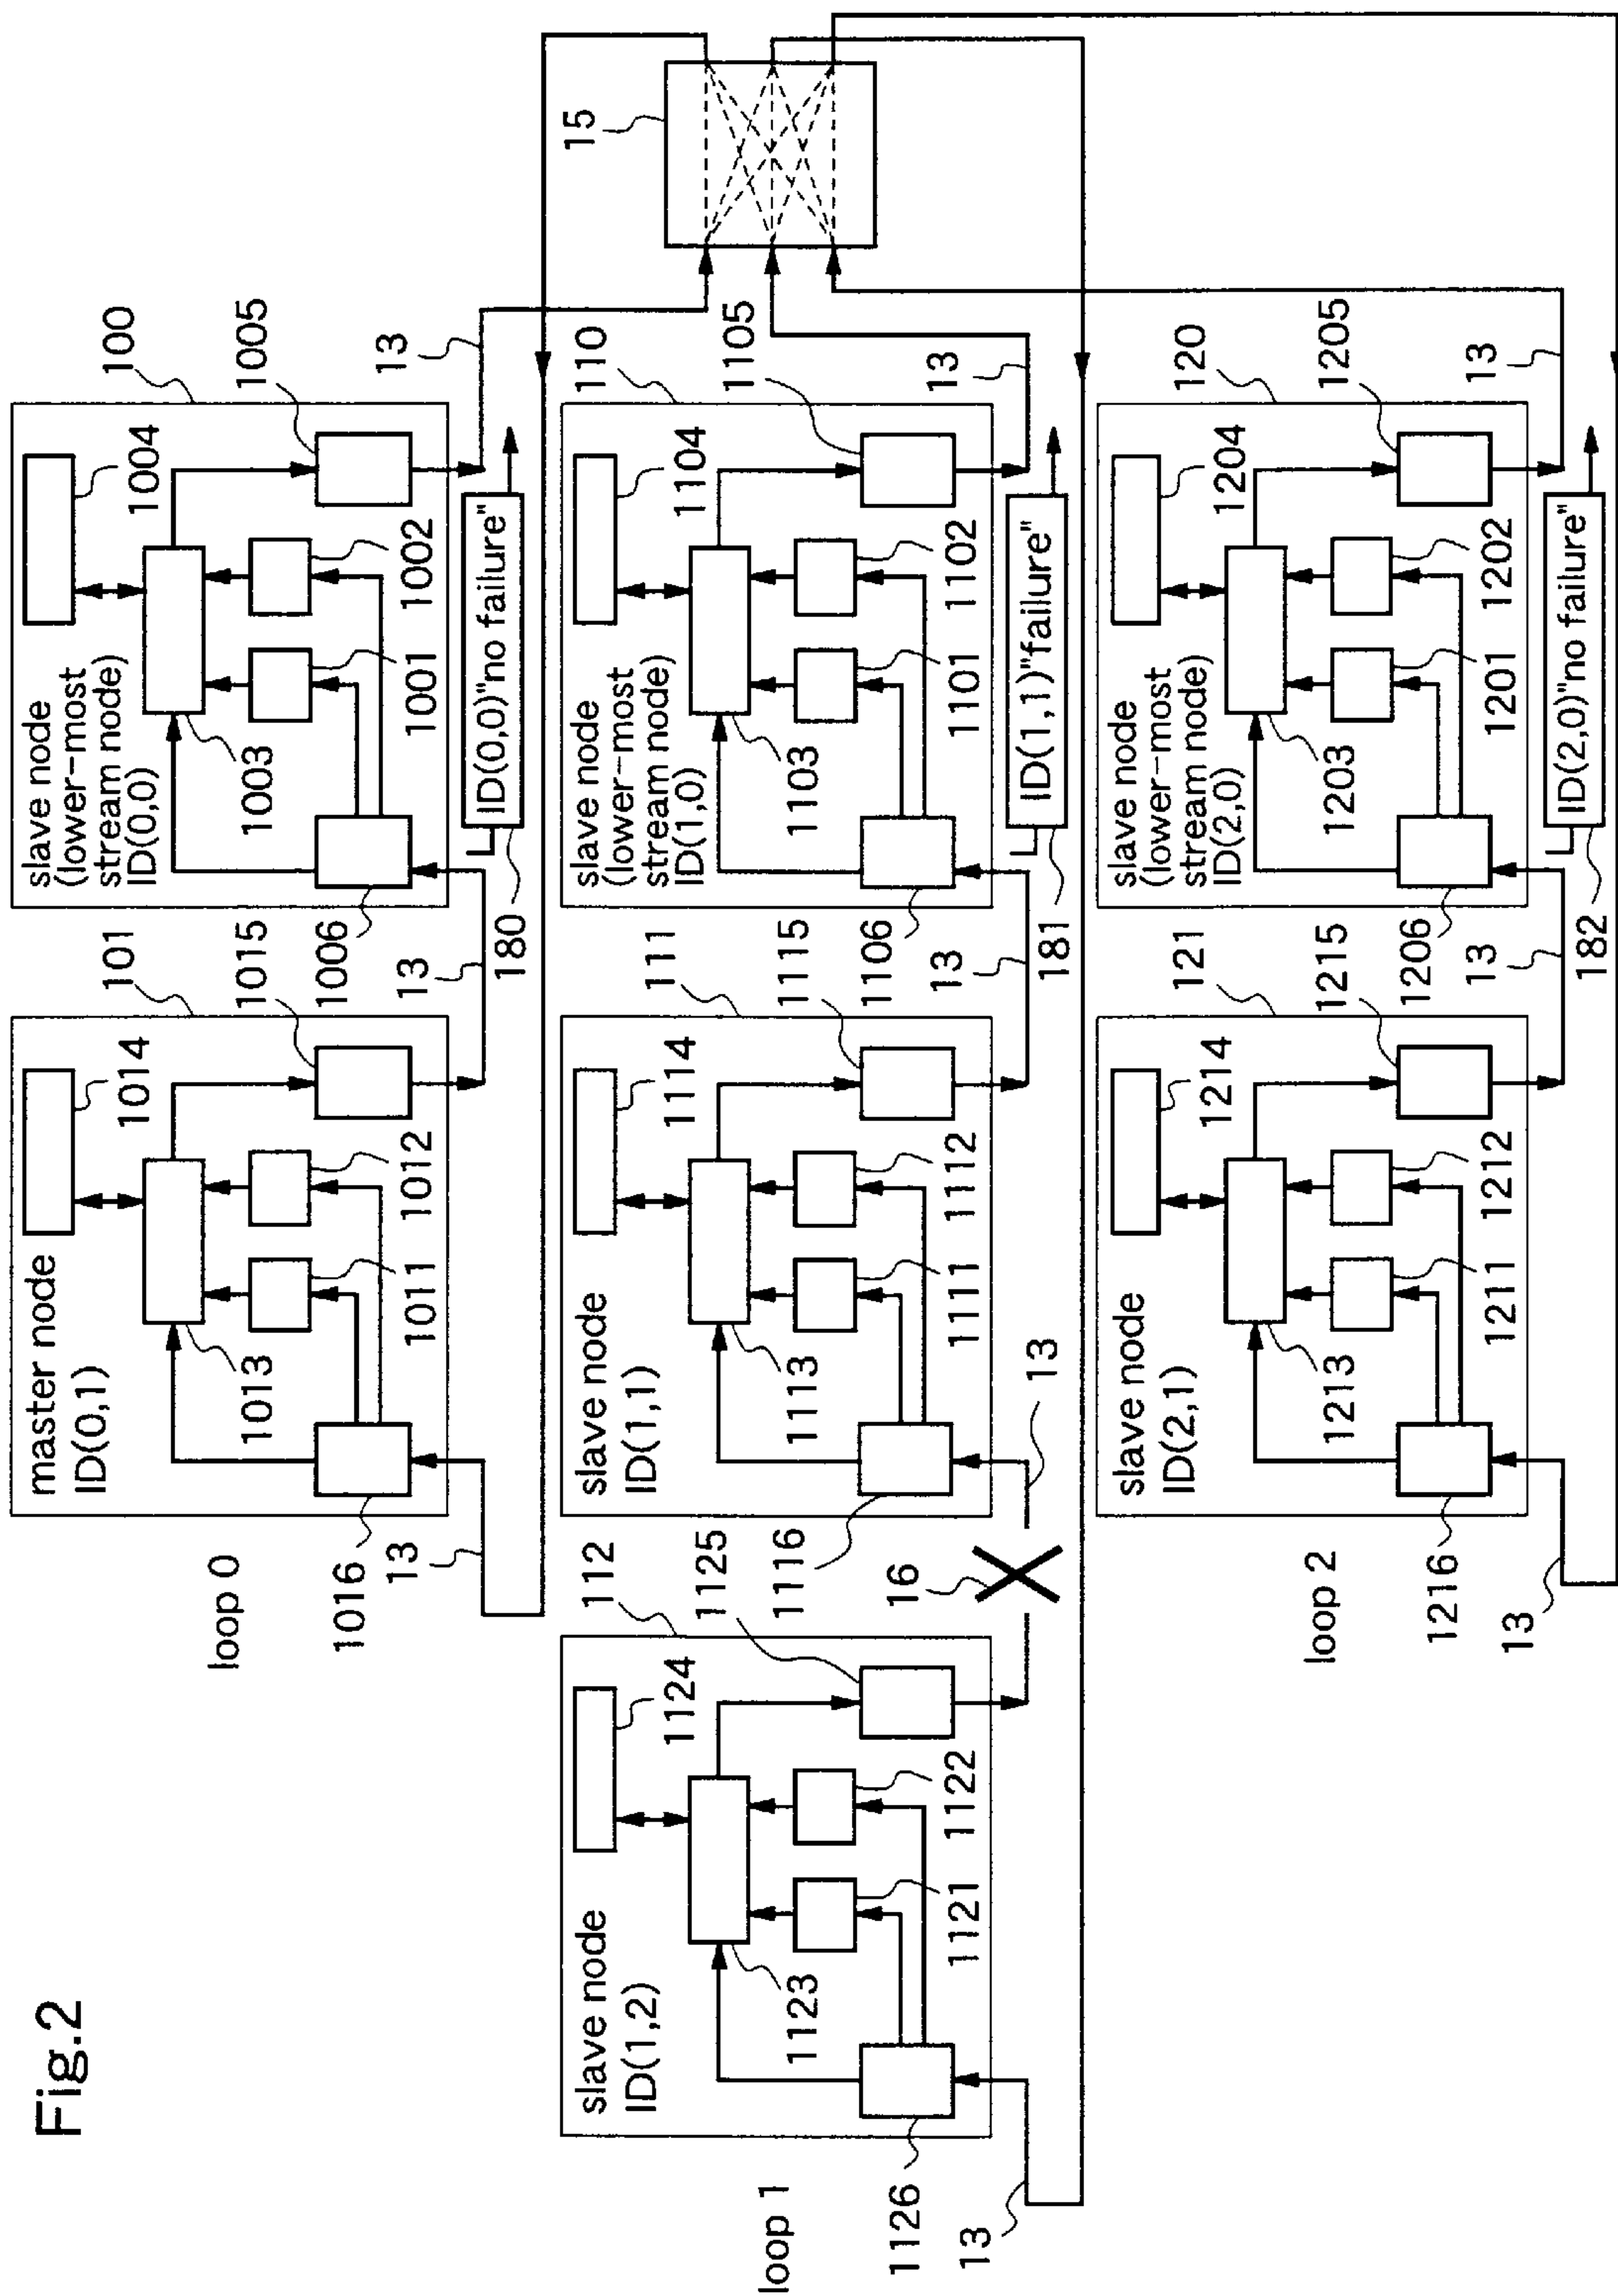 Fig.2
loop 0
master node
ID(0,1)
1014
1013
1012
1011
1016
13
101
1015
1006
13
slave node
(lower-most
stream node)
ID(0,0)
1004
1003
1002
1001
100
1005
13
180
ID(0,0)"no failure"
15
loop 1
slave node
ID(1,2)
1124
1123
1122
1121
1126
13
112
1125
1116
16
13
slave node
ID(1,1)
1114
1113
1112
1111
111
1115
1106
13
slave node
(lower-most
stream node)
ID(1,0)
1104
1103
1102
1101
110
1105
13
181
ID(1,1)"failure"
loop 2
slave node
ID(2,1)
1214
1213
1212
1211
1216
13
121
1215
1206
13
slave node
(lower-most
stream node)
ID(2,0)
1204
1203
1202
1201
120
1205
13
182
ID(2,0)"no failure"